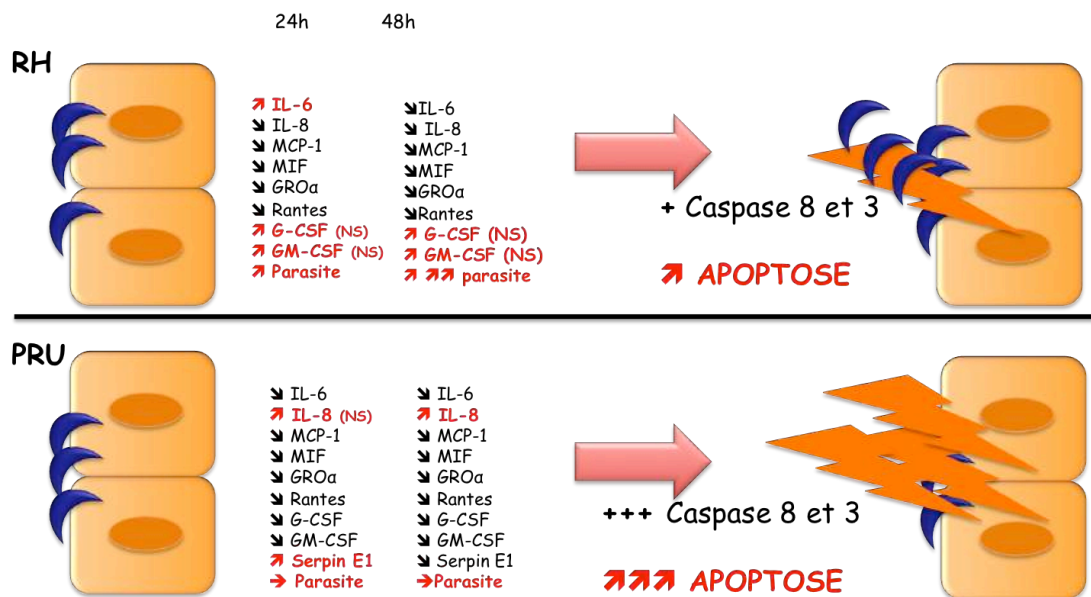 24h 48h
RH
↗ IL-6
↘ IL-8
↘ MCP-1
↘ MIF
↘ GROα
↘ Rantes
↗ G-CSF (NS)
↗ GM-CSF (NS)
↗ Parasite
↘IL-6
↘ IL-8
↘MCP-1
↘MIF
↘GROα
↘Rantes
↗ G-CSF (NS)
↗ GM-CSF (NS)
↗ ↗↗ parasite
+ Caspase 8 et 3
↗ APOPTOSE
PRU
↘ IL-6
↗ IL-8 (NS)
↘ MCP-1
↘ MIF
↘ GROα
↘ Rantes
↘ G-CSF
↘ GM-CSF
↗ Serpin E1
→ Parasite
↘ IL-6
↗ IL-8
↘ MCP-1
↘ MIF
↘ GROα
↘ Rantes
↘ G-CSF
↘ GM-CSF
↘ Serpin E1
→Parasite
+++ Caspase 8 et 3
↗↗↗ APOPTOSE